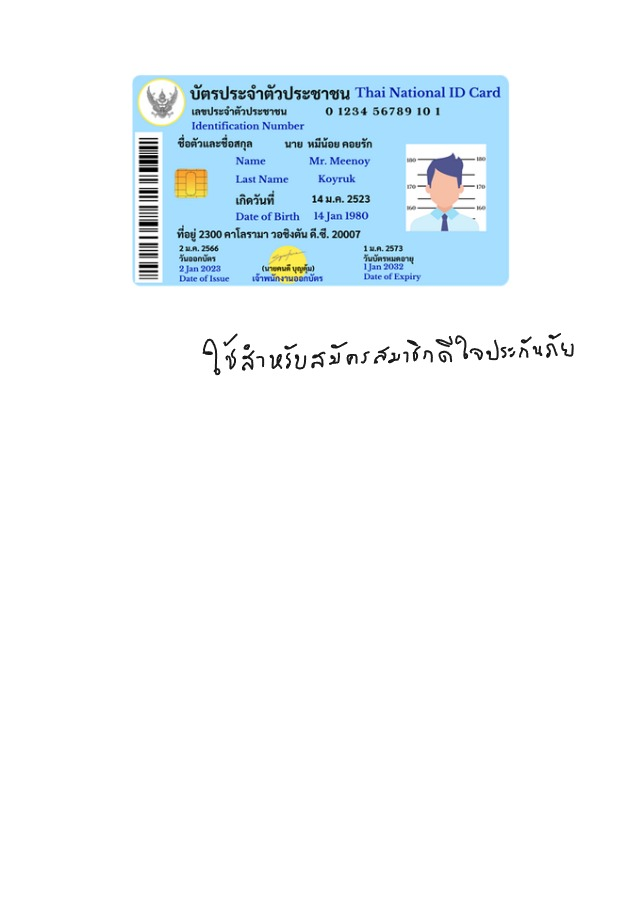 บัตรประจำตัวประชาชน Thai National ID Card
เลขประจำตัวประชาชน 0 1234 56789 10 1
Identification Number
ชื่อตัวและชื่อสกุล นาย หมีน้อย คอยรัก
Name Mr. Meenoy
Last Name Koyruk
เกิดวันที่ 14 ม.ค. 2523
Date of Birth 14 Jan 1980
ที่อยู่ 2300 คาโลรามา วอชิงตัน ดี.ซี. 20007
2 ม.ค. 2566
วันออกบัตร
2 Jan 2023
Date of Issue
(นายคนดี บุญคุ้ม)
เจ้าพนักงานออกบัตร
1 ม.ค. 2573
วันบัตรหมดอายุ
1 Jan 2032
Date of Expiry
180 180
170 170
160 160
ใช้สำหรับสมัครสมาชิกดีใจประกันภัย